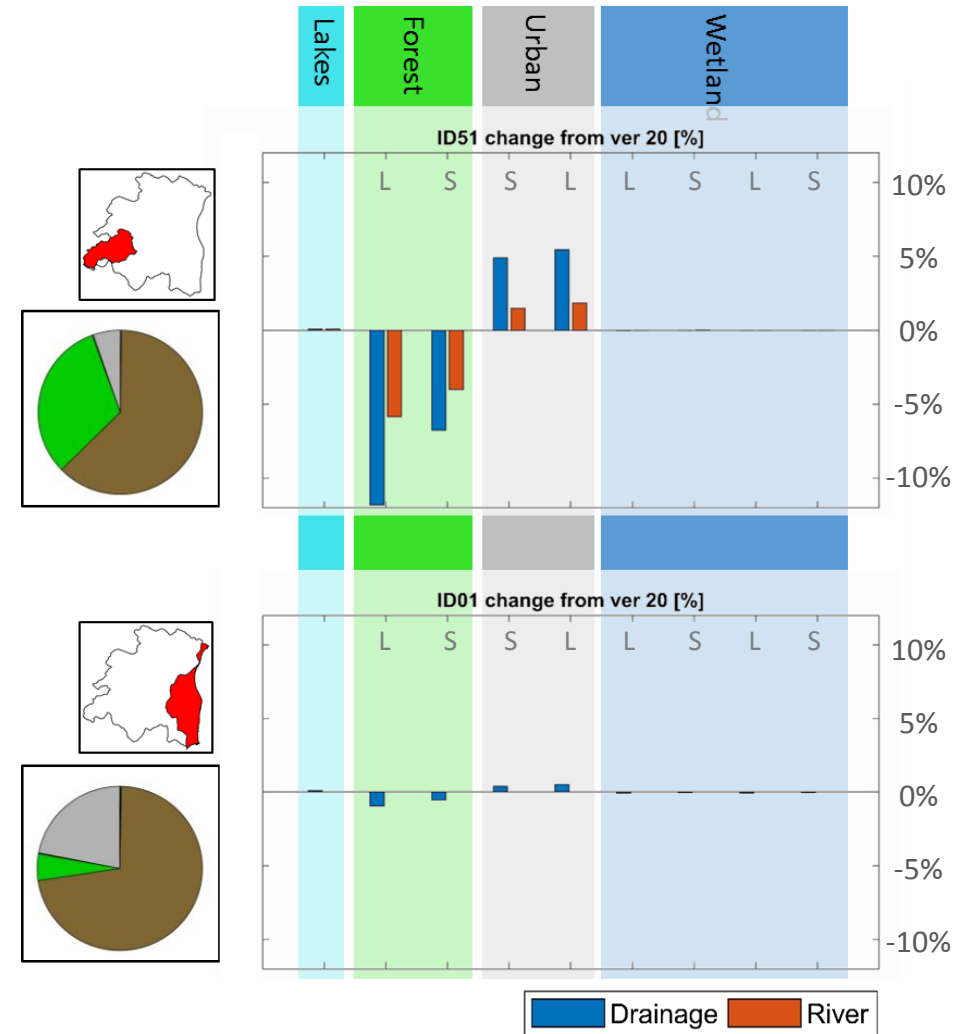 Lakes
Forest
Urban
Wetland
ID51 change from ver 20 [%]
L S S L L S L S
10%
5%
0%
-5%
-10%
ID01 change from ver 20 [%]
L S S L L S L S
10%
5%
0%
-5%
-10%
Drainage River